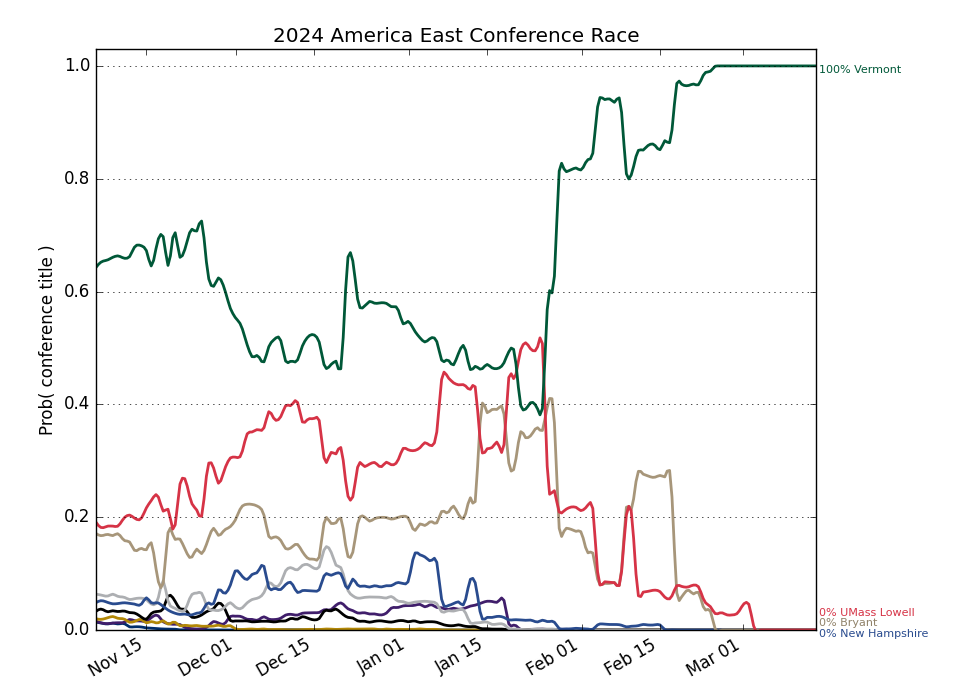 2024 America East Conference Race
Prob( conference title )
1.0
0.8
0.6
0.4
0.2
0.0
100% Vermont
0% UMass Lowell
0% Bryant
0% New Hampshire
Nov 15
Dec 01
Dec 15
Jan 01
Jan 15
Feb 01
Feb 15
Mar 01